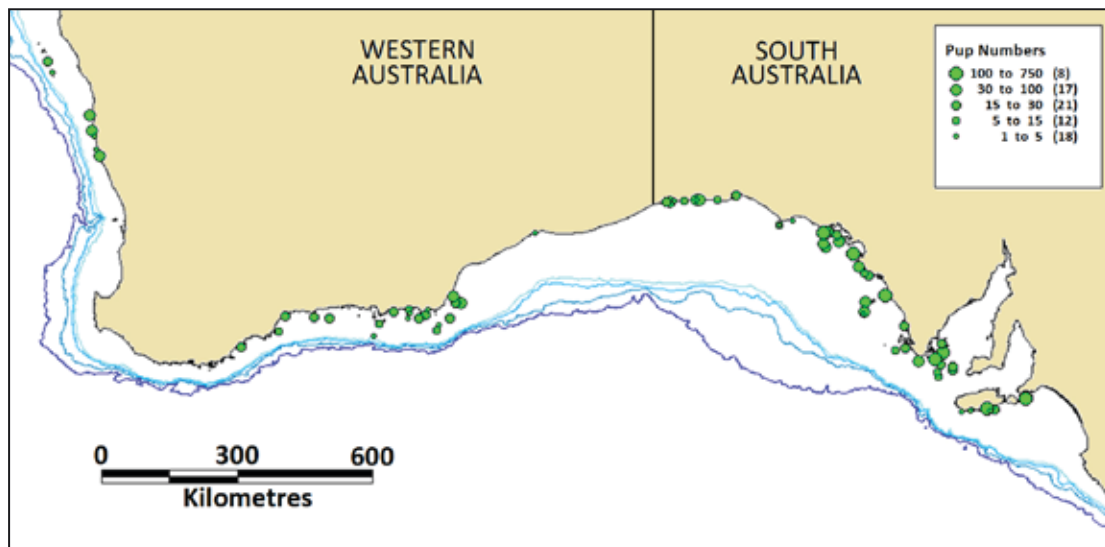 WESTERN
AUSTRALIA
SOUTH
AUSTRALIA
Pup Numbers
100 to 750 (8)
30 to 100 (17)
15 to 30 (21)
5 to 15 (12)
1 to 5 (18)
0 300 600
Kilometres